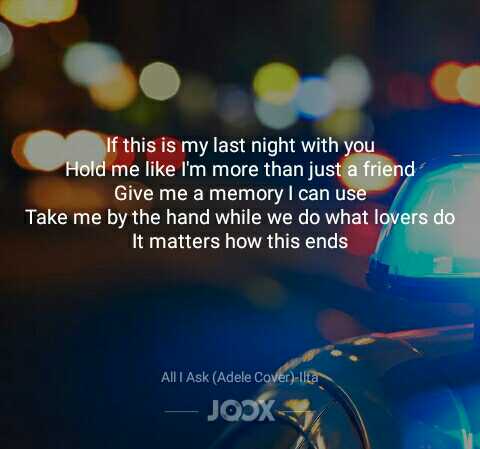 If this is my last night with you
Hold me like I'm more than just a friend
Give me a memory I can use
Take me by the hand while we do what lovers do
It matters how this ends
All I Ask (Adele Cover)-Ilta
JOOX